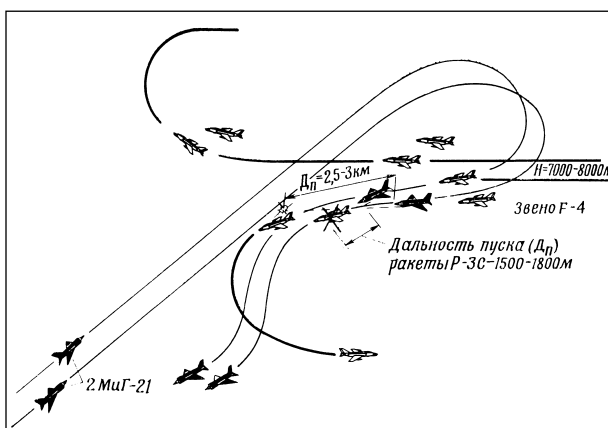 Дп=2,5-3км
Н=7000-8000м
Звено F-4
Дальность пуска (Дп)
ракеты Р-3С-1500-1800м
2 МиГ-21